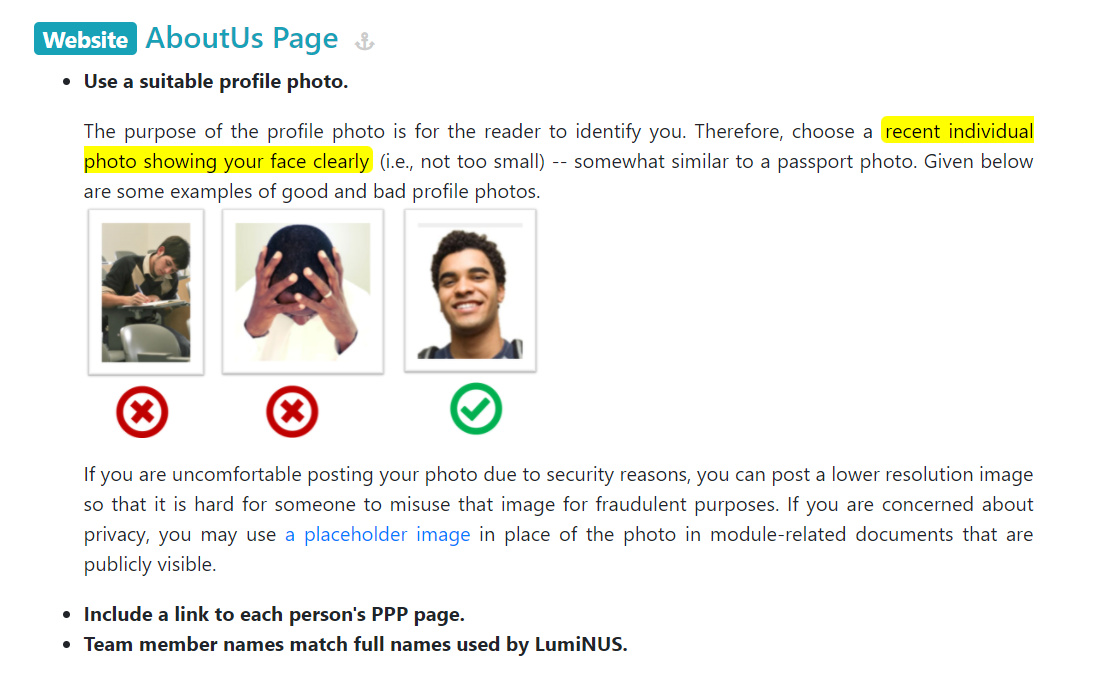 Website AboutUs Page
Use a suitable profile photo.
The purpose of the profile photo is for the reader to identify you. Therefore, choose a recent individual
photo showing your face clearly (i.e., not too small) -- somewhat similar to a passport photo. Given below
are some examples of good and bad profile photos.
If you are uncomfortable posting your photo due to security reasons, you can post a lower resolution image
so that it is hard for someone to misuse that image for fraudulent purposes. If you are concerned about
privacy, you may use a placeholder image in place of the photo in module-related documents that are
publicly visible.
Include a link to each person's PPP page.
Team member names match full names used by LumiNUS.